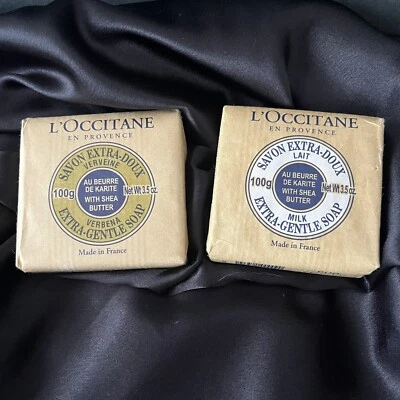 L'OCCITANE
EN PROVENCE
SAVON EXTRA-DOUX
VERVEINE
100g
AU BEURRE
DE KARITE
WITH SHEA
BUTTER
Net Wt 3.5 oz.
VERBENA
EXTRA-GENTLE SOAP
Made in France
L'OCCITANE
EN PROVENCE
SAVON EXTRA-DOUX
LAIT
100g
AU BEURRE
DE KARITE
WITH SHEA
BUTTER
Net Wt 3.5 oz.
MILK
EXTRA-GENTLE SOAP
Made in France